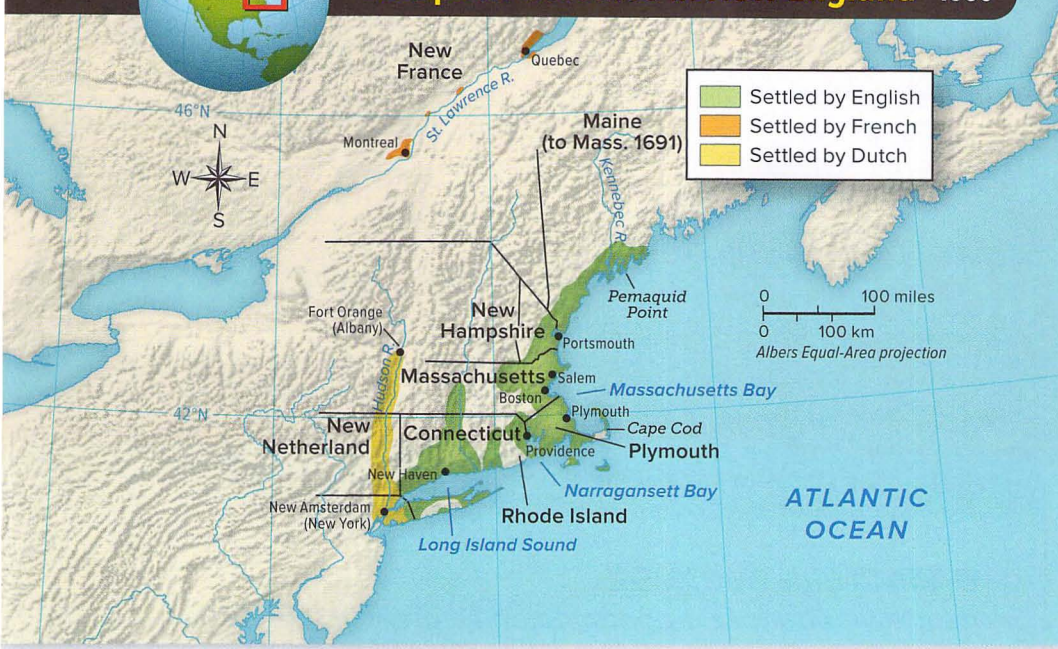 England
New
France
Quebec
St. Lawrence R.
46°N
Montreal
N
W
E
S
Maine
(to Mass. 1691)
Kennebec R.
Settled by English
Settled by French
Settled by Dutch
Pemaquid
Point
0
100 miles
0
100 km
Albers Equal-Area projection
Fort Orange
(Albany)
New
Hampshire
Portsmouth
Hudson R.
Massachusetts
Salem
Boston
Massachusetts Bay
42°N
Plymouth
Cape Cod
New
Netherland
Connecticut
Providence
Plymouth
New Haven
Narragansett Bay
New Amsterdam
(New York)
Rhode Island
Long Island Sound
ATLANTIC
OCEAN